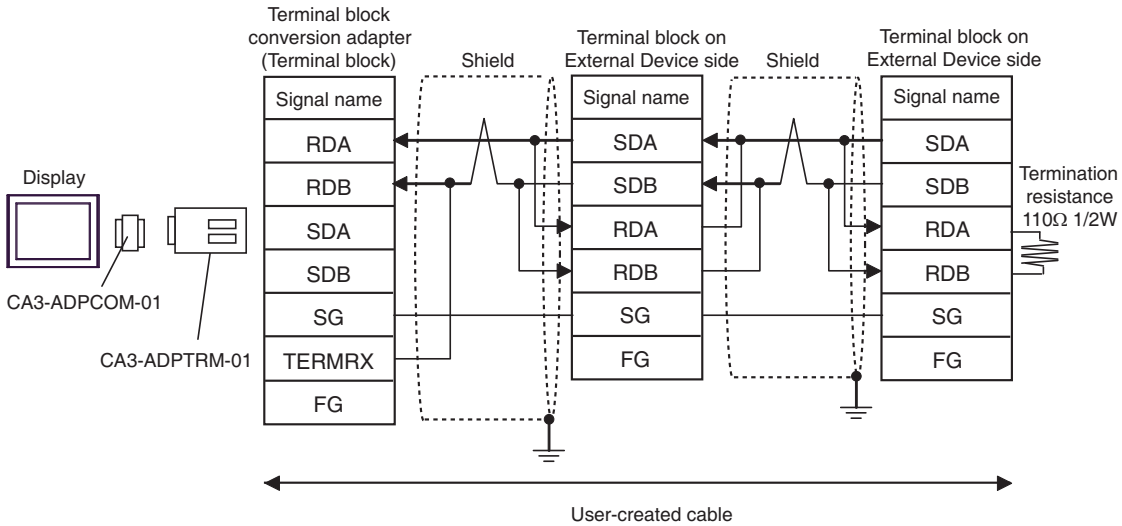 Terminal block
conversion adapter
(Terminal block)
Shield
Terminal block on
External Device side
Shield
Terminal block on
External Device side
Signal name
RDA
RDB
SDA
SDB
SG
TERMRX
FG
Signal name
SDA
SDB
RDA
RDB
SG
FG
Signal name
SDA
SDB
RDA
RDB
SG
FG
Termination
resistance
110Ω 1/2W
Display
CA3-ADPCOM-01
CA3-ADPTRM-01
User-created cable